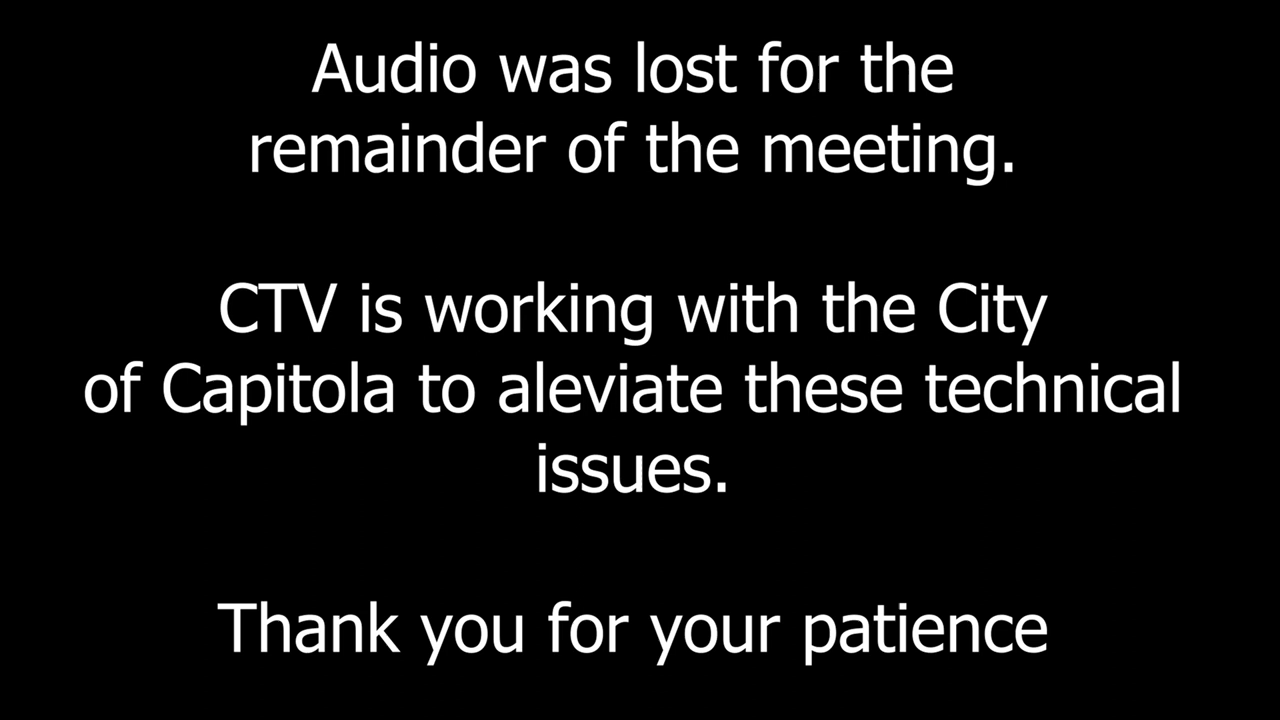 Audio was lost for the
remainder of the meeting.
CTV is working with the City
of Capitola to aleviate these technical
issues.
Thank you for your patience